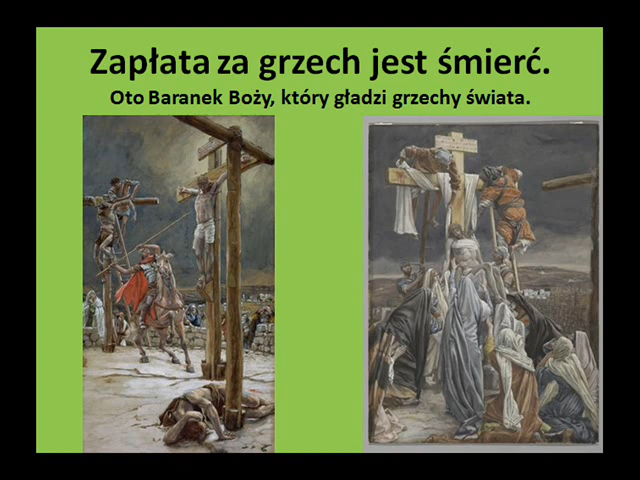 Zapłata za grzech jest śmierć.
Oto Baranek Boży, który gładzi grzechy świata.